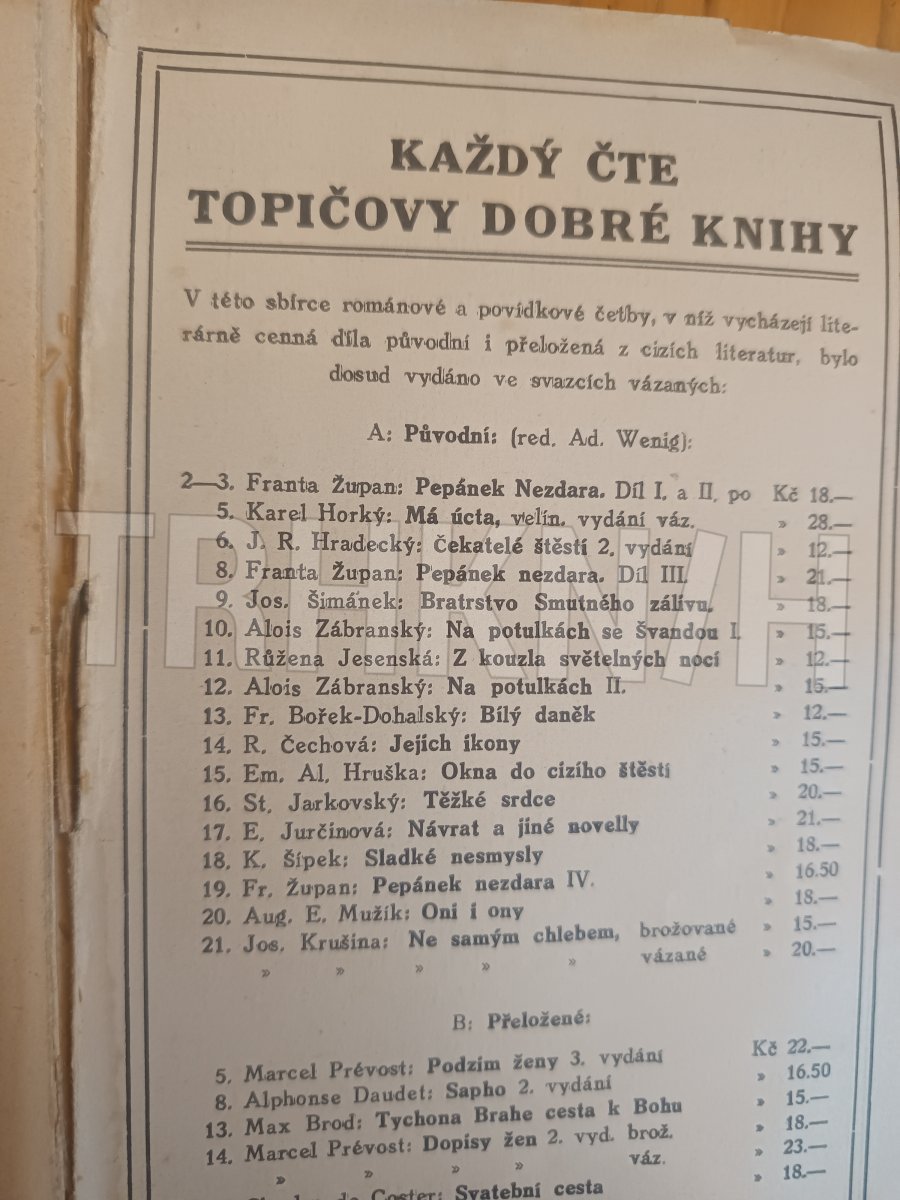 KAŽDÝ ČTE
TOPIČOVY DOBRÉ KNIHY
V této sbírce románové a povídkové četby, v níž vycházejí lite-
rárně cenná díla původní i přeložená z cizích literatur, bylo
dosud vydáno ve svazcích vázaných:
A: Původní: (red. Ad. Wenig):
2—3. Franta Župan: Pepánek Nezdara. Díl I. a II. po Kč 18.—
5. Karel Horký: Má úcta, velín. vydání váz. » 28.—
6. J. R. Hradecký: Čekatelé štěstí 2. vydání » 12.—
8. Franta Župan: Pepánek nezdara. Díl III. » 21.—
9. Jos. Šimánek: Bratrstvo Smutného zálivu. » 18.—
10. Alois Zábranský: Na potulkách se Švandou I. » 15.—
11. Růžena Jesenská: Z kouzla světelných nocí » 12.—
12. Alois Zábranský: Na potulkách II. » 15.—
13. Fr. Bořek-Dohalský: Bílý daněk » 12.—
14. R. Čechová: Jejich ikony » 15.—
15. Em. Al. Hruška: Okna do cizího štěstí » 15.—
16. St. Jarkovský: Těžké srdce » 20.—
17. E. Jurčinová: Návrat a jiné novelly » 21.—
18. K. Šípek: Sladké nesmysly » 18.—
19. Fr. Župan: Pepánek nezdara IV. » 16.50
20. Aug. E. Mužík: Oni i ony » 18.—
21. Jos. Krušina: Ne samým chlebem, brožované » 15.—
» » » » » vázané » 20.—
B: Přeložené:
5. Marcel Prévost: Podzim ženy 3. vydání Kč 22.—
8. Alphonse Daudet: Sapho 2. vydání » 16.50
13. Max Brod: Tychona Brahe cesta k Bohu » 15.—
14. Marcel Prévost: Dopisy žen 2. vyd. brož. » 18.—
» » » » váz. » 23.—
de Coster: Svatební cesta » 18.—
TRHKNIH